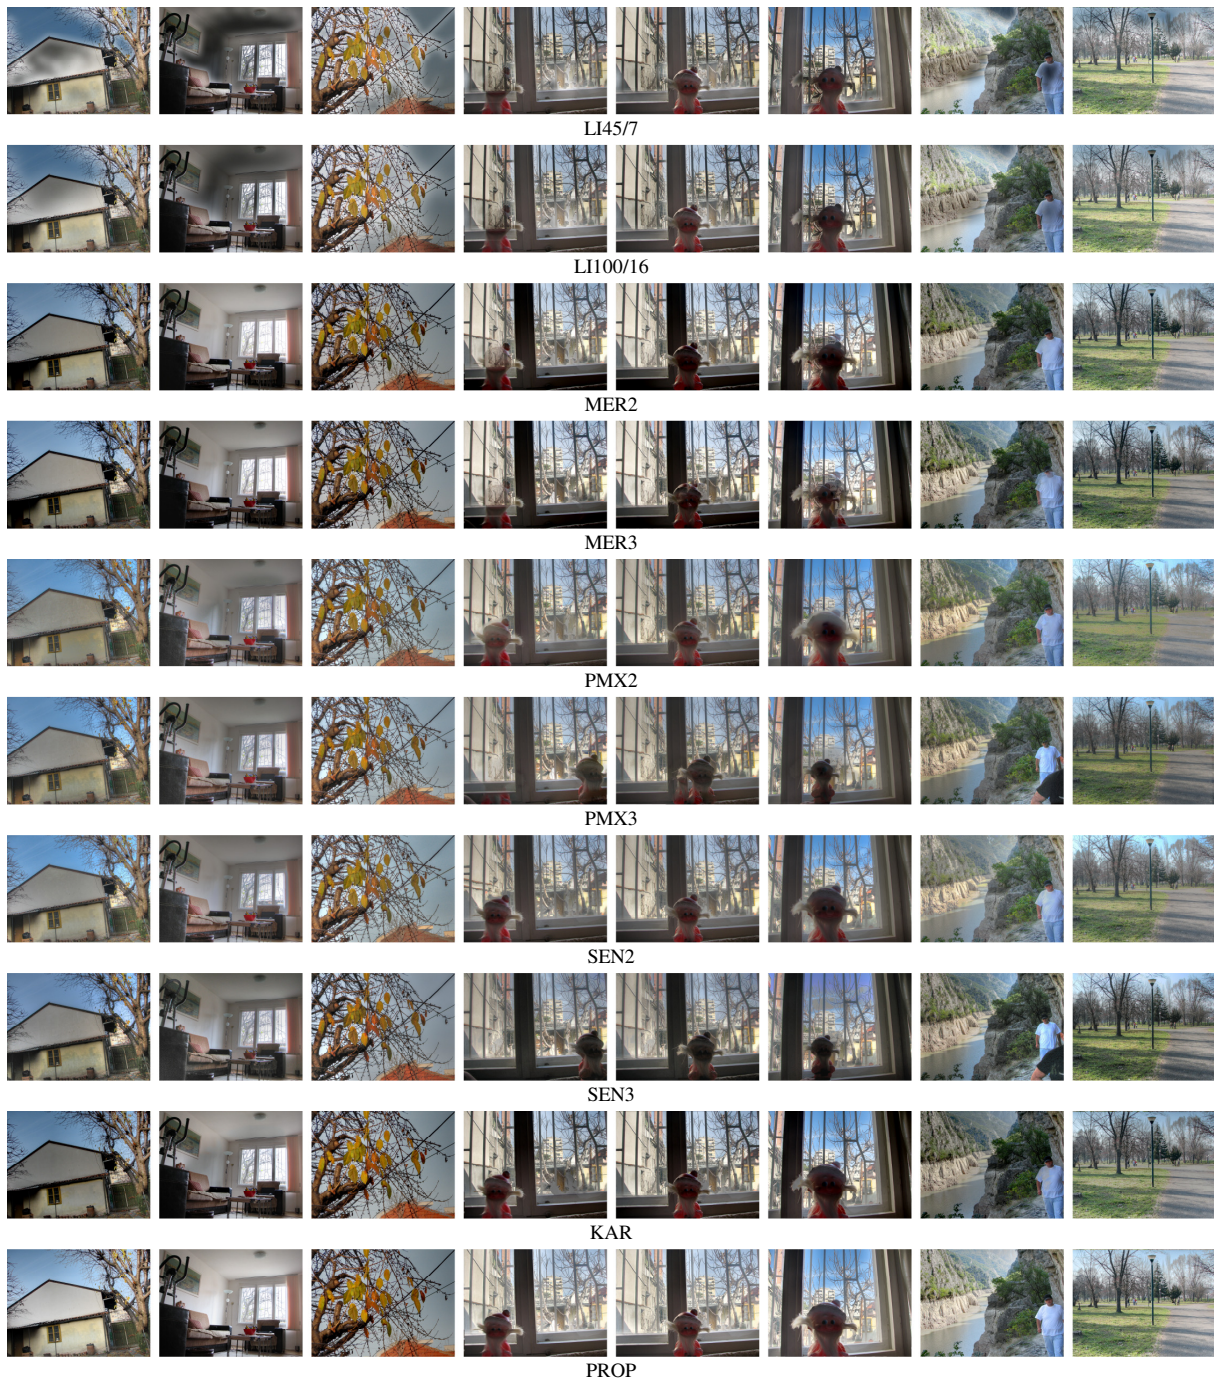 LI45/7
LI100/16
MER2
MER3
PMX2
PMX3
SEN2
SEN3
KAR
PROP